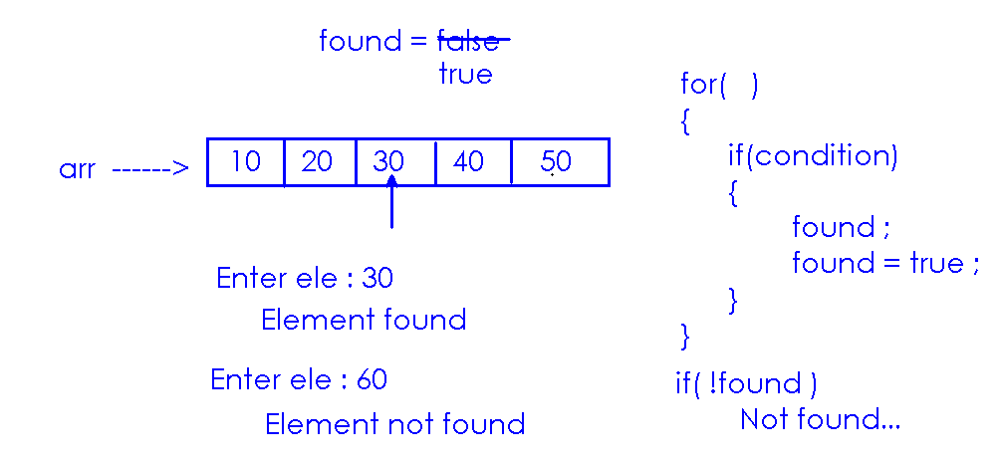 found = false
true
arr ------>
10 20 30 40 50
Enter ele : 30
Element found
Enter ele : 60
Element not found
for( )
{
if(condition)
{
found ;
found = true ;
}
}
if( !found )
Not found...